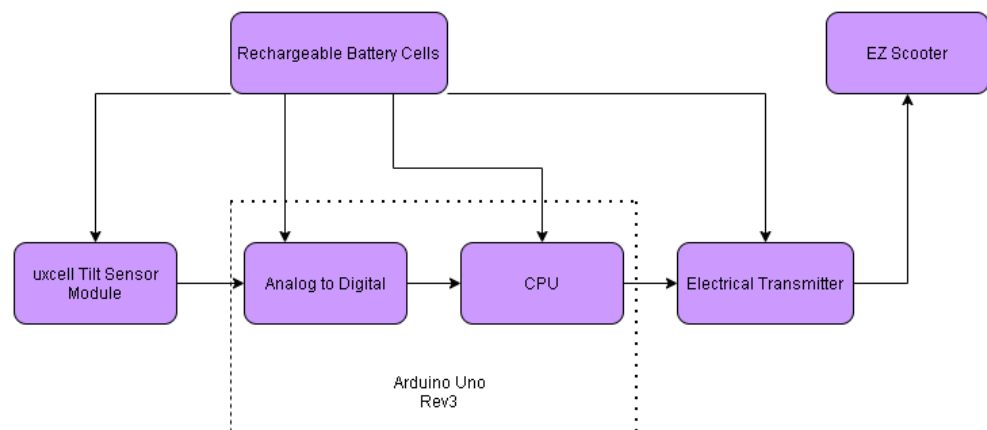 Rechargeable Battery Cells
EZ Scooter
uxcell Tilt Sensor
Module
Analog to Digital
CPU
Electrical Transmitter
Arduino Uno
Rev3